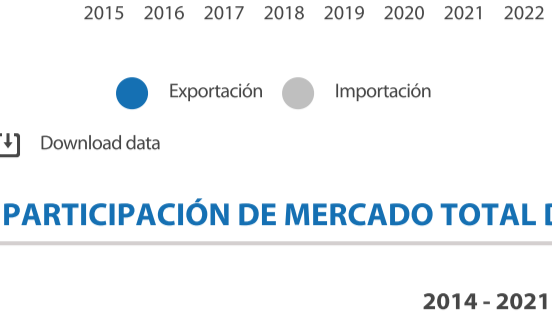 2015 2016 2017 2018 2019 2020 2021 2022
Exportación Importación
Download data
PARTICIPACIÓN DE MERCADO TOTAL
2014 - 2021